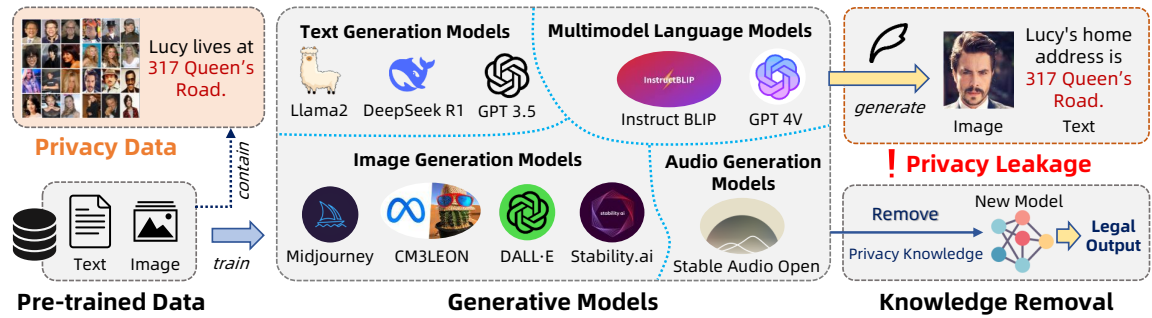 Lucy lives at
317 Queen's
Road.
Privacy Data
contain
Text
Image
train
Pre-trained Data
Text Generation Models
Llama2
DeepSeek R1
GPT 3.5
Multimodel Language Models
InstructBLIP
Instruct BLIP
GPT 4V
Image Generation Models
Midjourney
CM3LEON
DALL·E
stability.ai
Stability.ai
Audio Generation
Models
Stable Audio Open
Generative Models
generate
Image
Lucy's home
address is
317 Queen's
Road.
Text
! Privacy Leakage
Remove
Privacy Knowledge
New Model
Legal
Output
Knowledge Removal